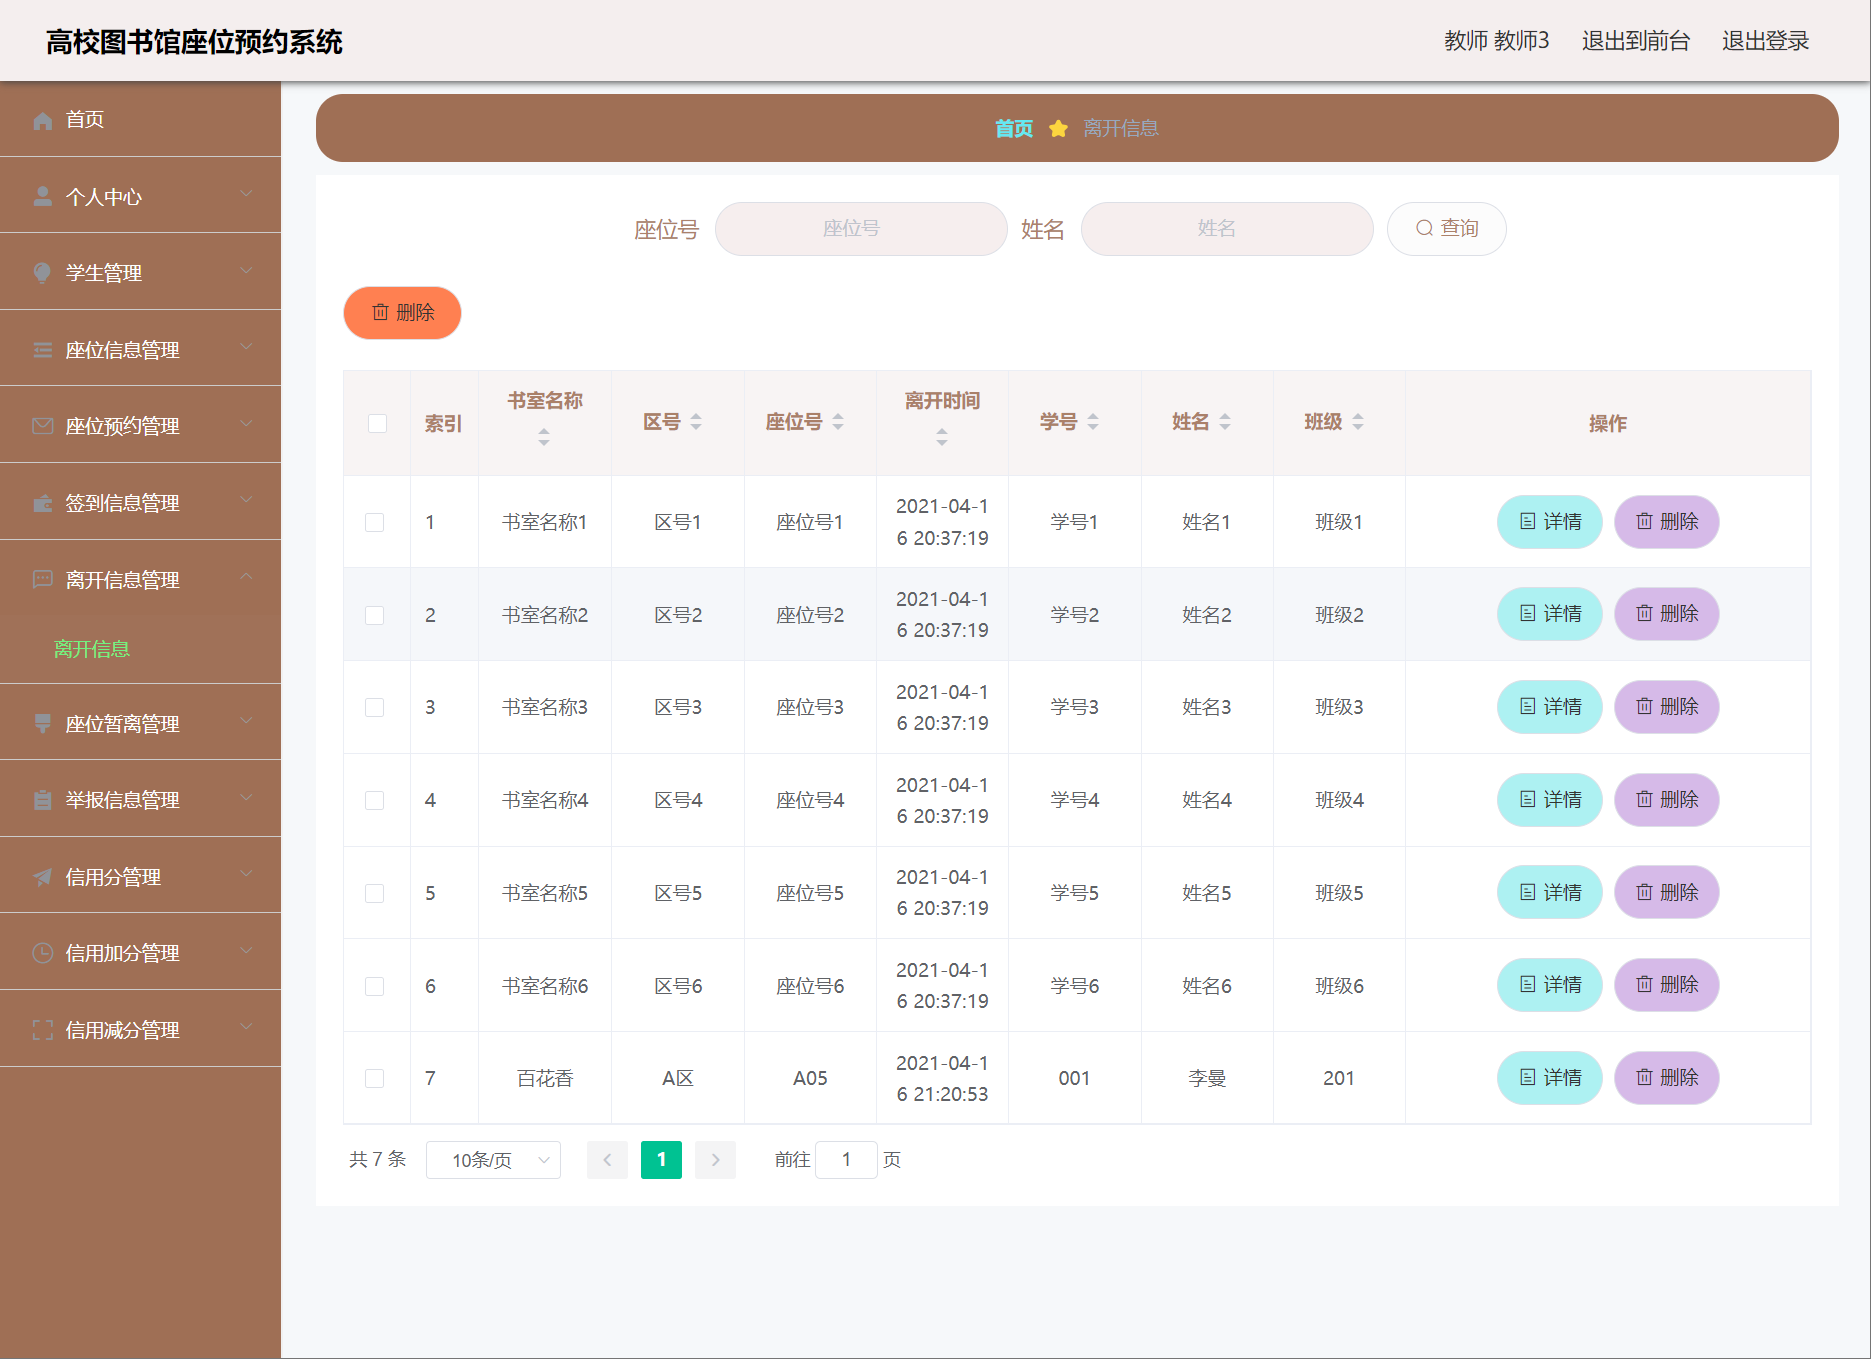 高校图书馆座位预约系统
教师 教师3 退出到前台 退出登录
首页
个人中心
学生管理
座位信息管理
座位预约管理
签到信息管理
离开信息管理
离开信息
座位暂离管理
举报信息管理
信用分管理
信用加分管理
信用减分管理
首页 离开信息
座位号 座位号 姓名 姓名 查询
删除
索引 书室名称 区号 座位号 离开时间 学号 姓名 班级 操作
1 书室名称1 区号1 座位号1 2021-04-1 学号1 姓名1 班级1 详情 删除
6 20:37:19
2 书室名称2 区号2 座位号2 2021-04-1 学号2 姓名2 班级2 详情 删除
6 20:37:19
3 书室名称3 区号3 座位号3 2021-04-1 学号3 姓名3 班级3 详情 删除
6 20:37:19
4 书室名称4 区号4 座位号4 2021-04-1 学号4 姓名4 班级4 详情 删除
6 20:37:19
5 书室名称5 区号5 座位号5 2021-04-1 学号5 姓名5 班级5 详情 删除
6 20:37:19
6 书室名称6 区号6 座位号6 2021-04-1 学号6 姓名6 班级6 详情 删除
6 20:37:19
7 百花香 A区 A05 2021-04-1 001 李曼 201 详情 删除
6 21:20:53
共 7 条 10条/页 1 前往 1 页